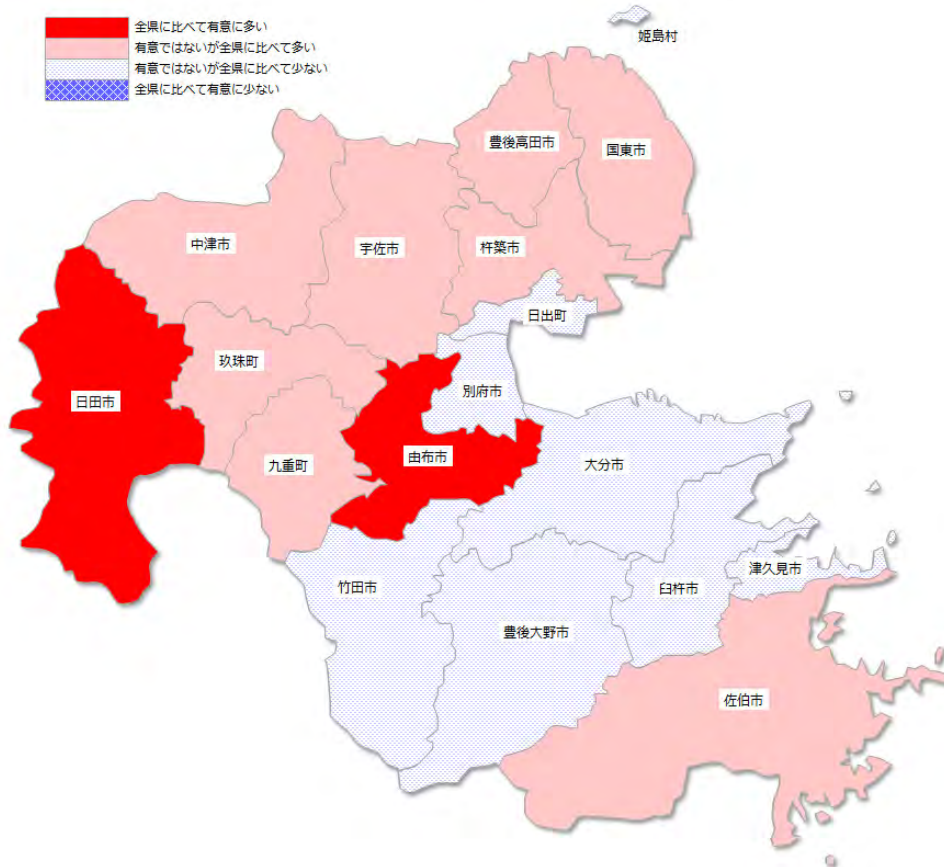 全県に比べて有意に多い
有意ではないが全県に比べて多い
有意ではないが全県に比べて少ない
全県に比べて有意に少ない
姫島村
豊後高田市
国東市
中津市
宇佐市
杵築市
日出町
玖珠町
別府市
日田市
由布市
大分市
九重町
竹田市
臼杵市
津久見市
豊後大野市
佐伯市